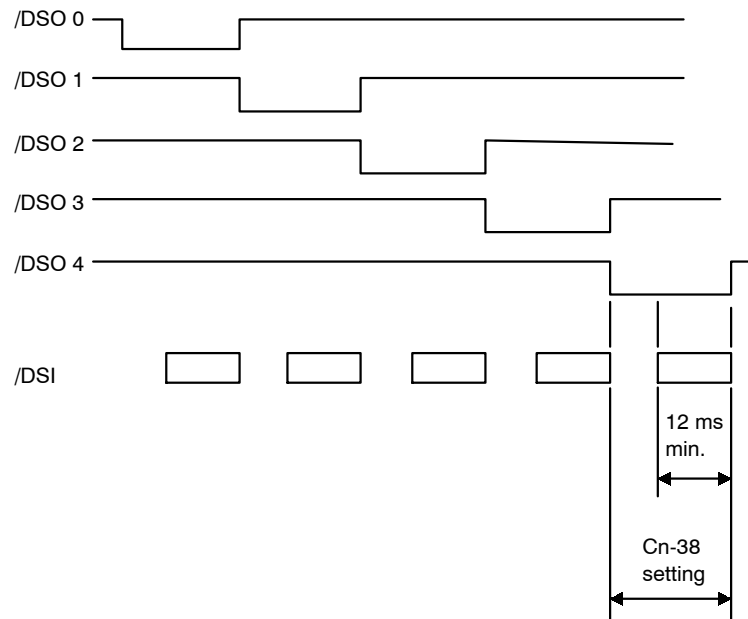 /DSO 0
/DSO 1
/DSO 2
/DSO 3
/DSO 4
/DSI
12 ms
min.
Cn-38
setting